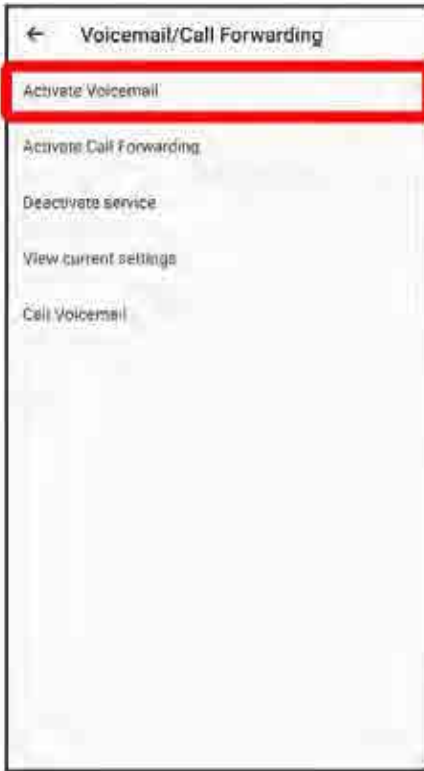 ← Voicemail/Call Forwarding
Activate Voicemail
Activate Call Forwarding
Deactivate service
View current settings
Call Voicemail